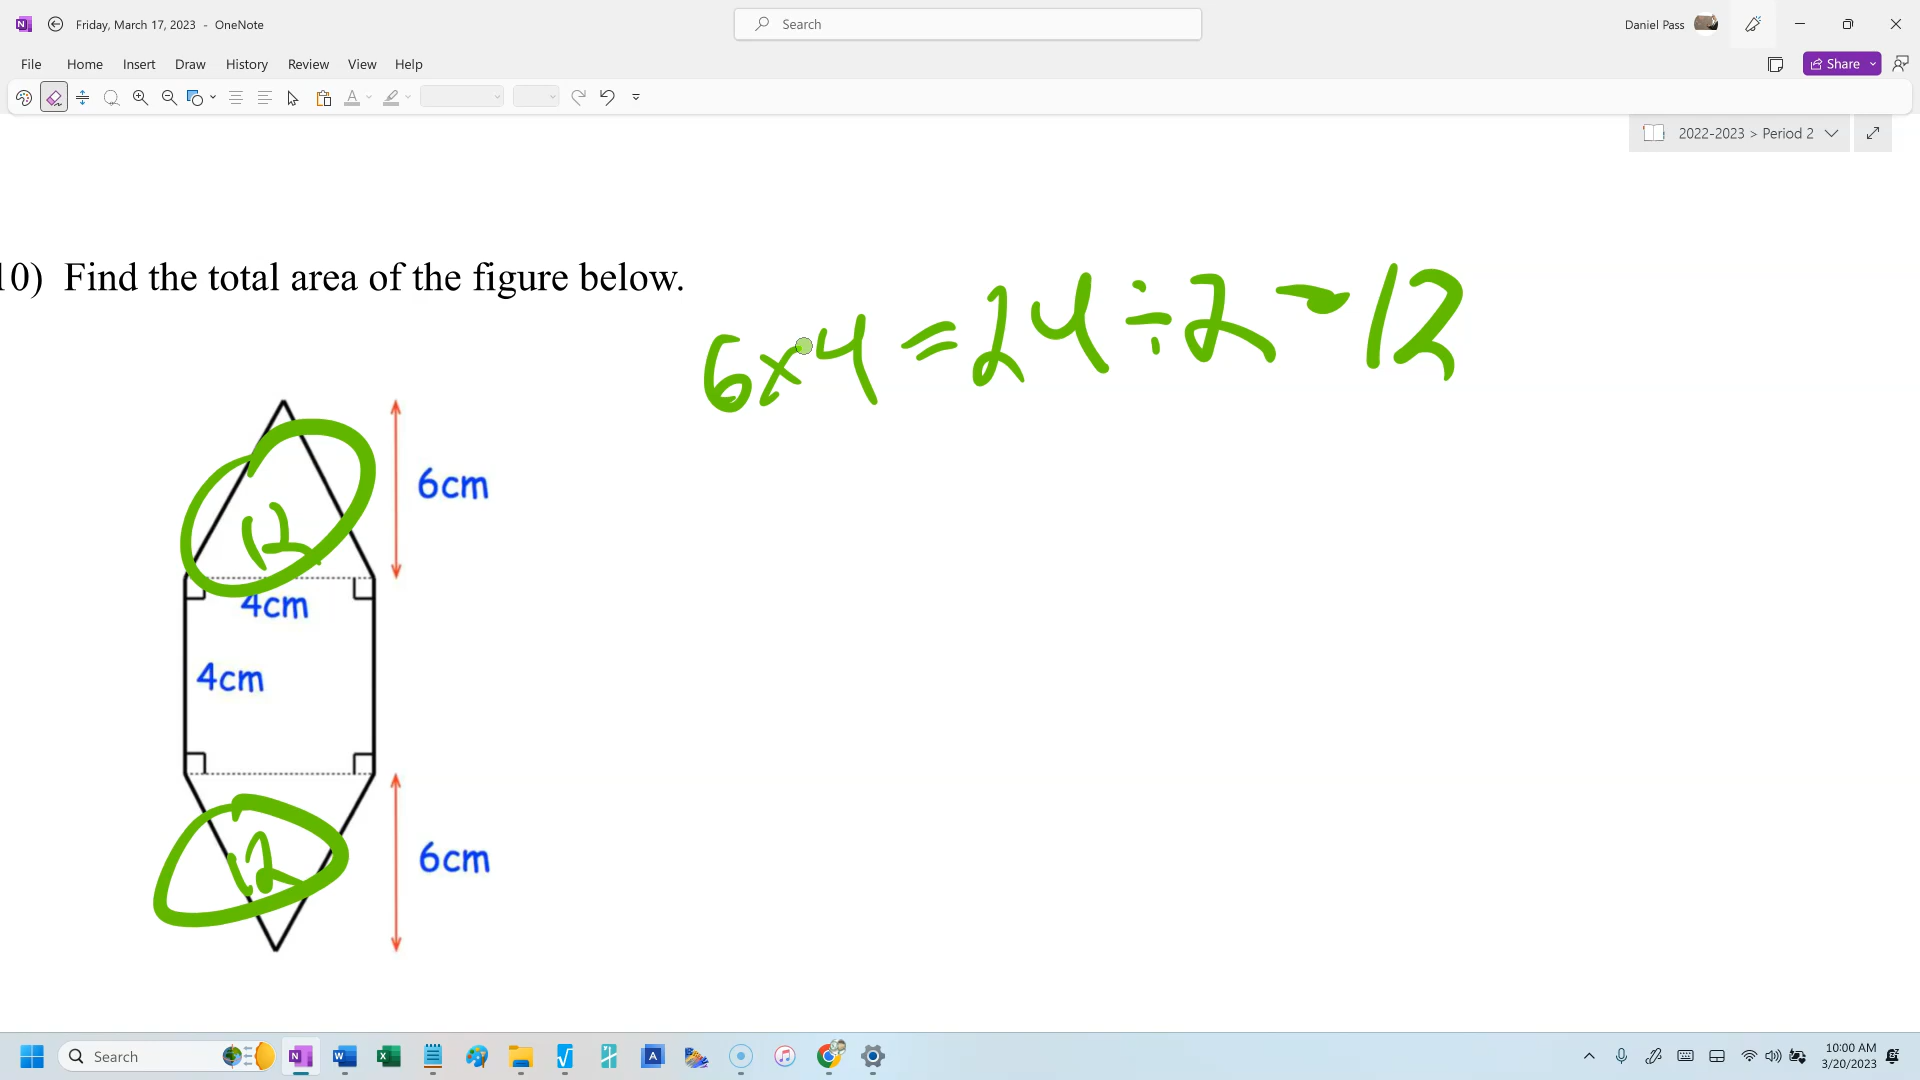 Friday, March 17, 2023 - OneNote
Search
Daniel Pass
File Home Insert Draw History Review View Help
Share
2022-2023 > Period 2
10) Find the total area of the figure below.
6x4 = 24 ÷ 2 = 12
12
6cm
4cm
4cm
12
6cm
Search
10:00 AM
3/20/2023